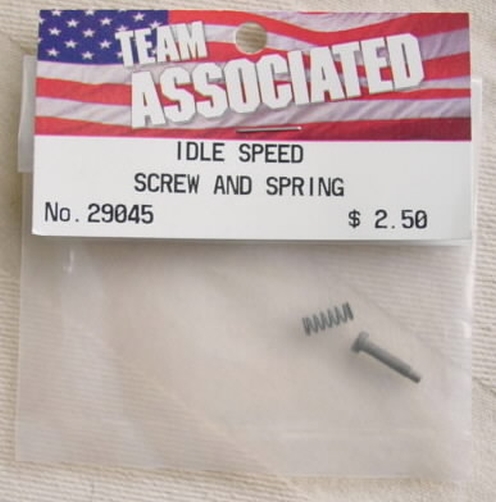 TEAM
ASSOCIATED
IDLE SPEED
SCREW AND SPRING
No. 29045 $ 2.50